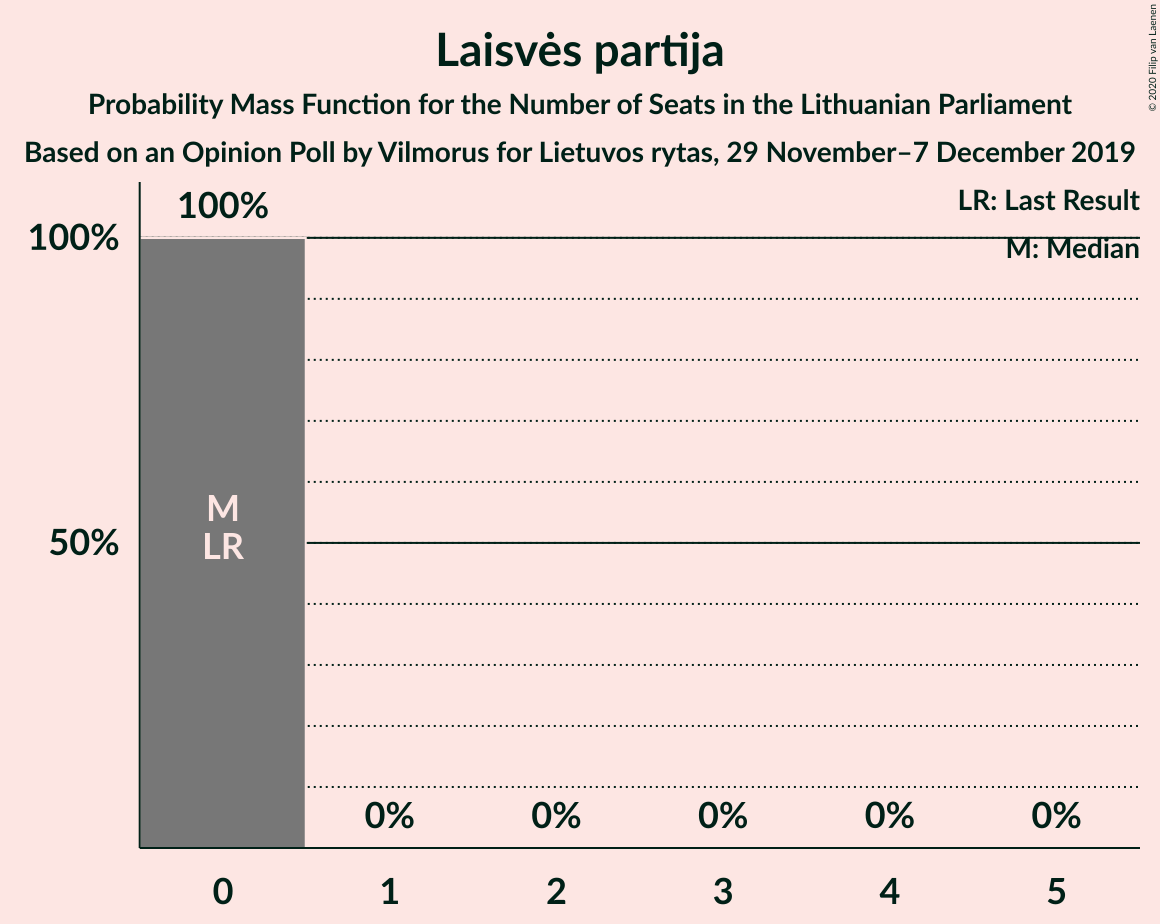 Laisvės partija
Probability Mass Function for the Number of Seats in the Lithuanian Parliament
Based on an Opinion Poll by Vilmorus for Lietuvos rytas, 29 November–7 December 2019
© 2020 Filip van Laenen
LR: Last Result
M: Median
100%
100%
50%
M
LR
0% 0% 0% 0% 0%
0 1 2 3 4 5